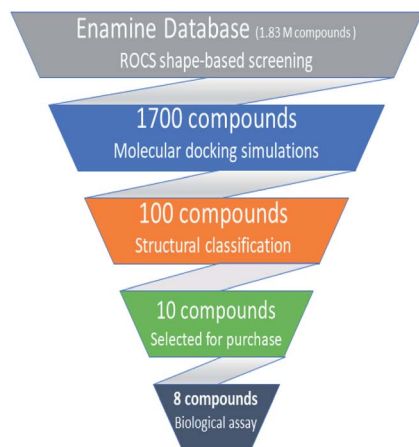 Enamine Database (1.83 M compounds )
ROCS shape-based screening
1700 compounds
Molecular docking simulations
100 compounds
Structural classification
10 compounds
Selected for purchase
8 compounds
Biological assay